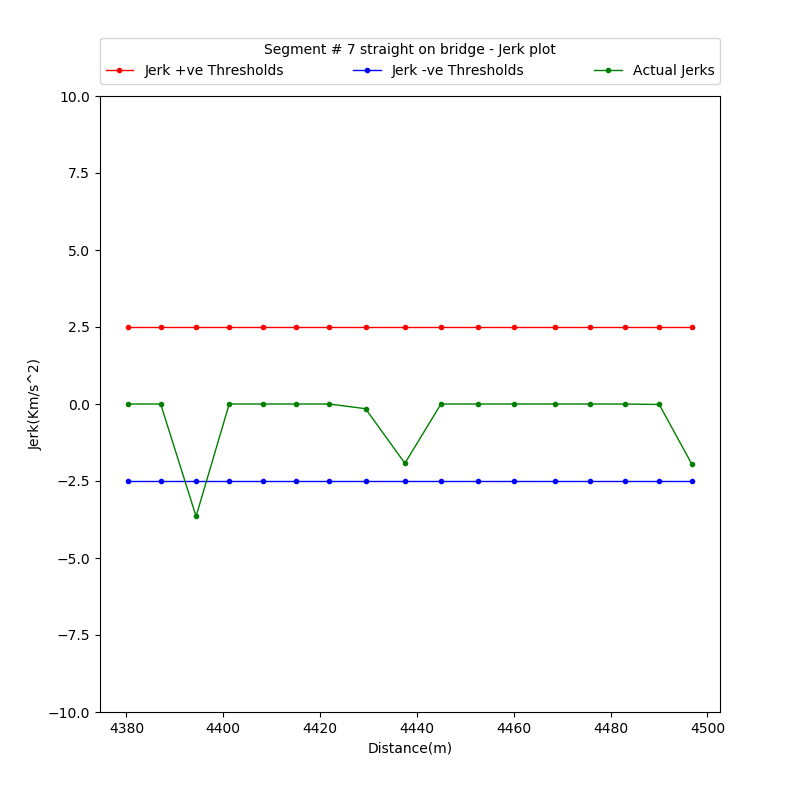 Segment # 7 straight on bridge - Jerk plot
Jerk +ve Thresholds Jerk -ve Thresholds Actual Jerks
10.0
7.5
5.0
2.5
0.0
−2.5
−5.0
−7.5
−10.0
Jerk(Km/s^2)
4380 4400 4420 4440 4460 4480 4500
Distance(m)